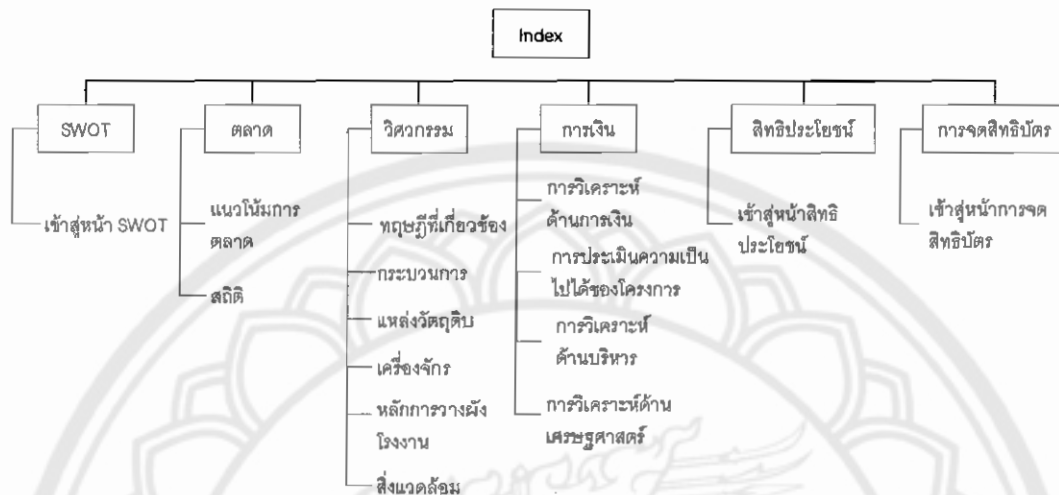 Index
SWOT
เข้าสู่หน้า SWOT
ตลาด
แนวโน้มการ
ตลาด
สถิติ
วิศวกรรม
ทฤษฎีที่เกี่ยวข้อง
กระบวนการ
แหล่งวัตถุดิบ
เครื่องจักร
หลักการวางผัง
โรงงาน
สิ่งแวดล้อม
การเงิน
การวิเคราะห์
ด้านการเงิน
การประเมินความเป็น
ไปได้ของโครงการ
การวิเคราะห์
ด้านบริหาร
การวิเคราะห์ด้าน
เศรษฐศาสตร์
สิทธิประโยชน์
เข้าสู่หน้าสิทธิ
ประโยชน์
การจดสิทธิบัตร
เข้าสู่หน้าการจด
สิทธิบัตร